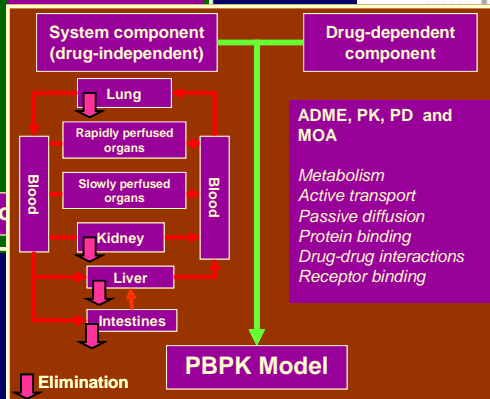 System component
(drug-independent)
Drug-dependent
component
Lung
Rapidly perfused
organs
Slowly perfused
organs
Kidney
Liver
Intestines
Blood
Blood
ADME, PK, PD and
MOA
Metabolism
Active transport
Passive diffusion
Protein binding
Drug-drug interactions
Receptor binding
PBPK Model
Elimination